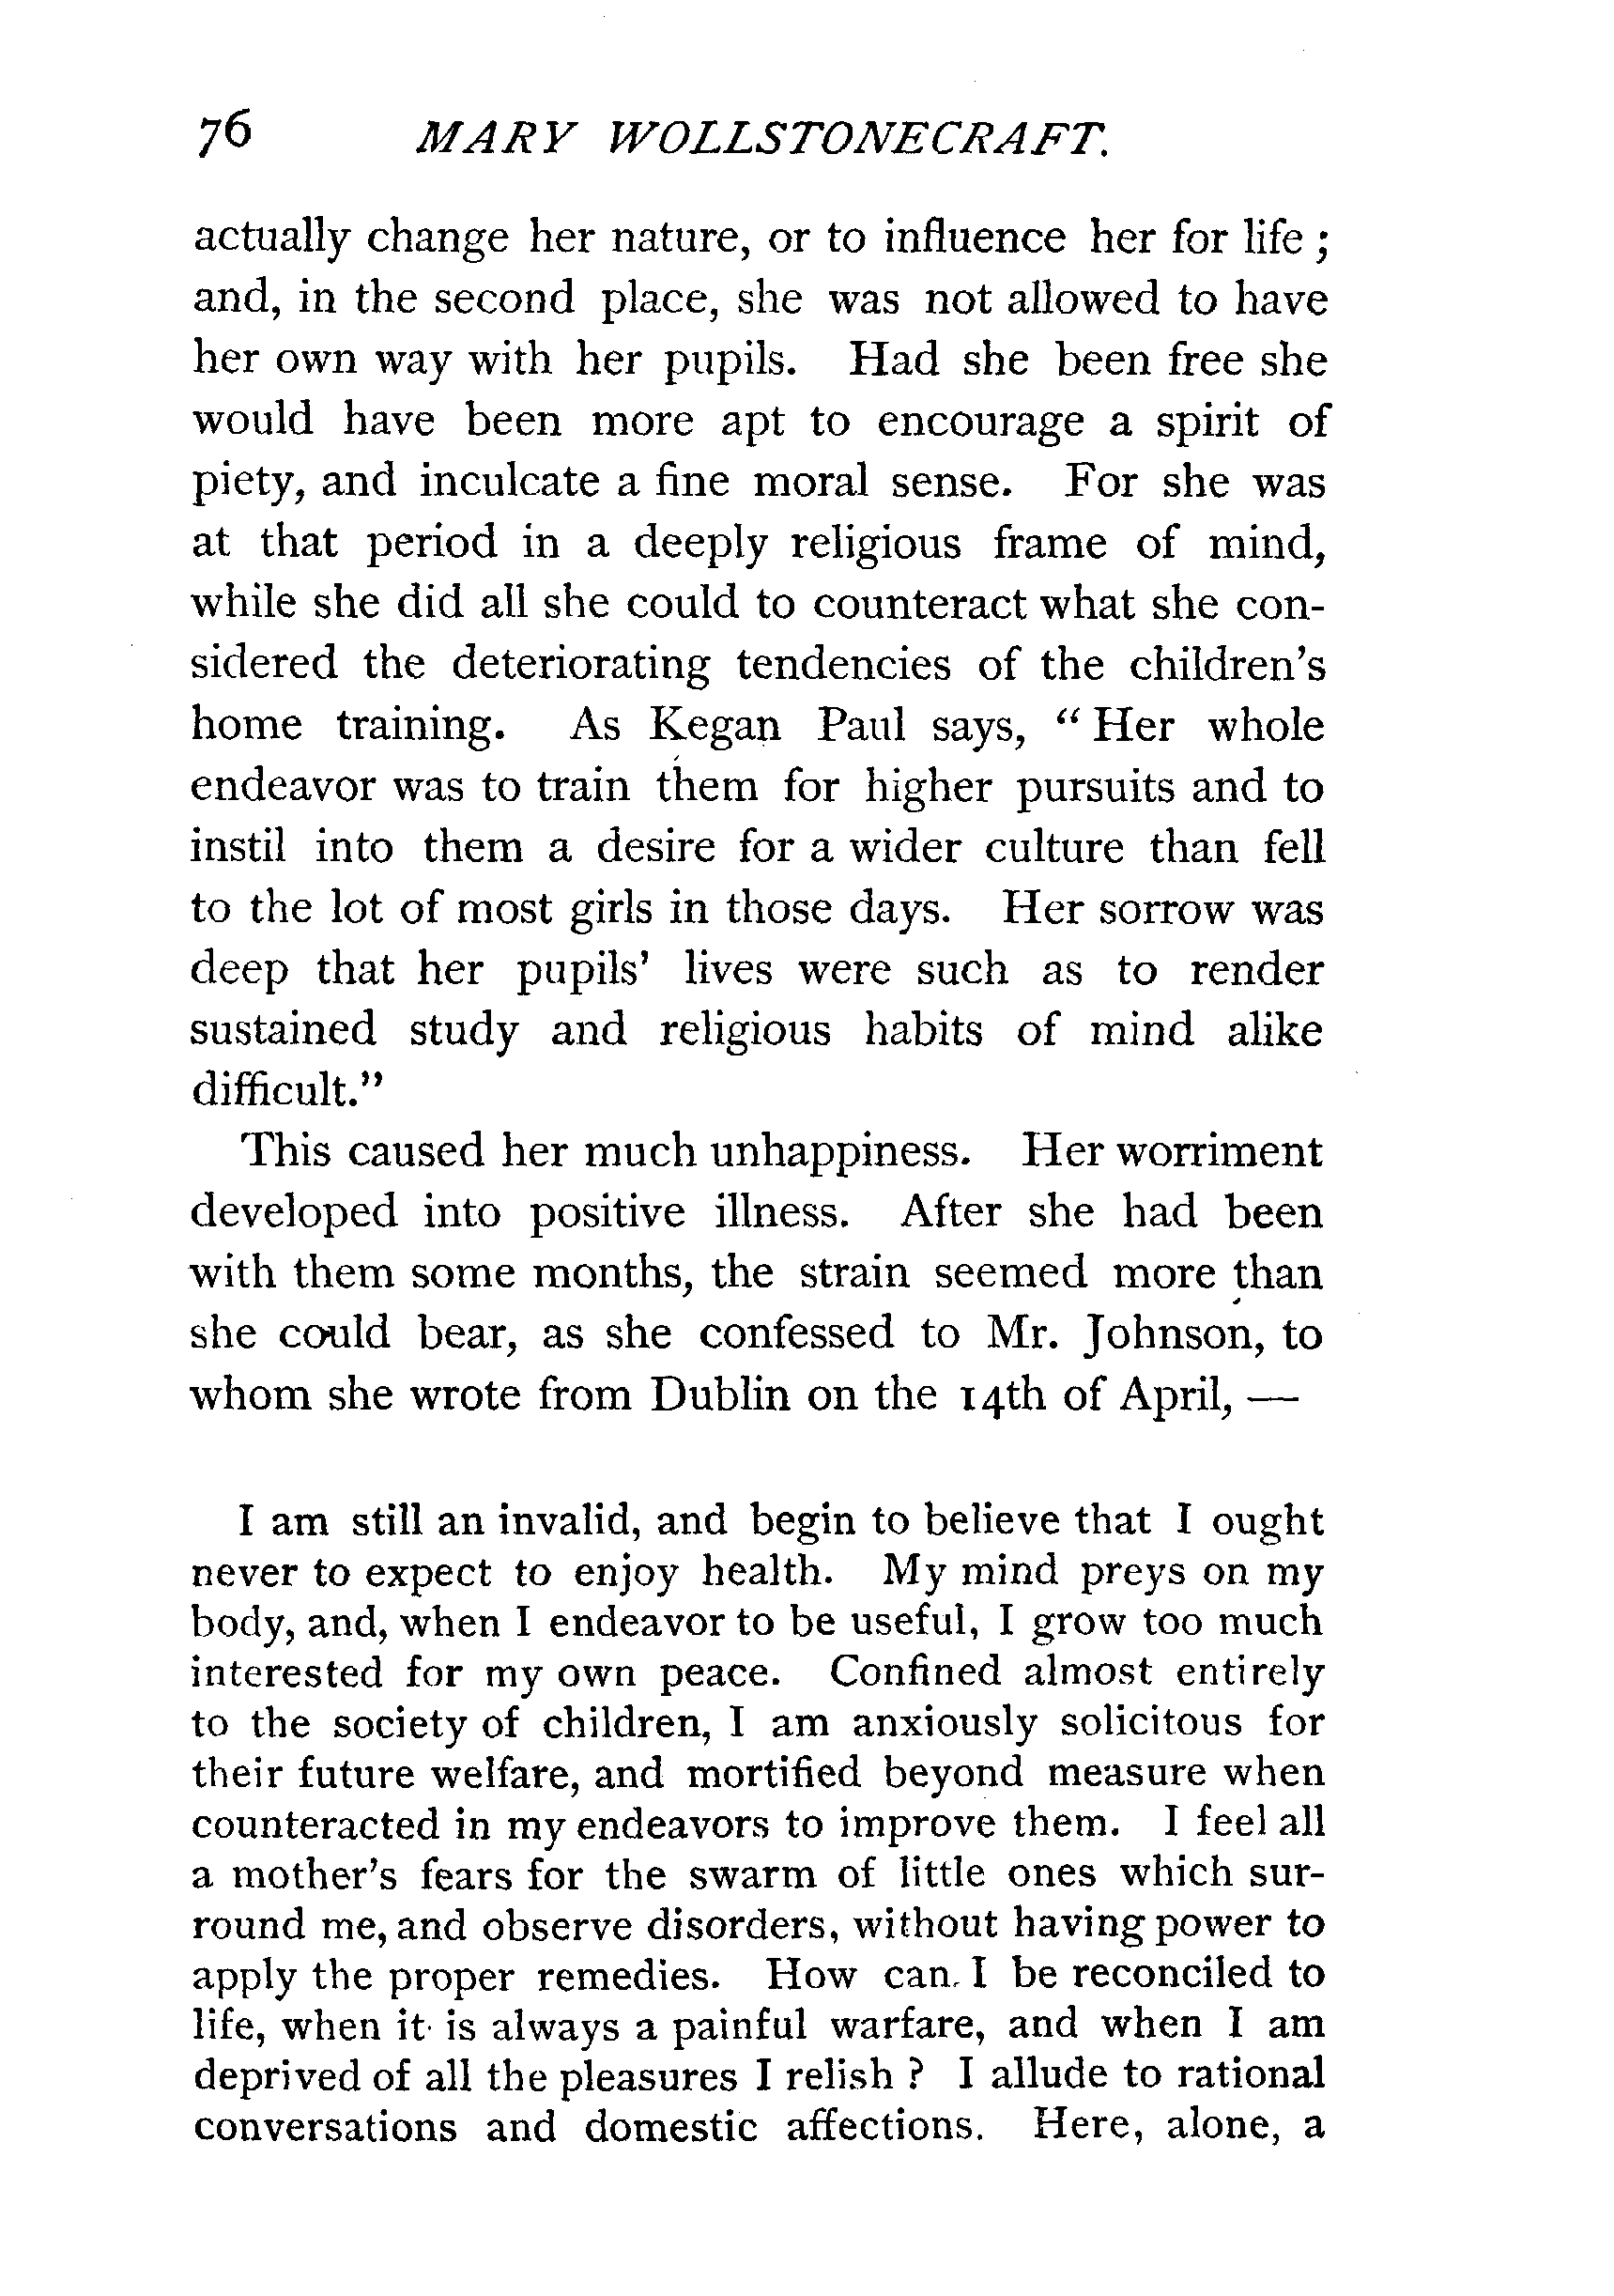 76 MARY WOLLSTONECRAFT.
actually change her nature, or to influence her for life ;
and, in the second place, she was not allowed to have
her own way with her pupils. Had she been free she
would have been more apt to encourage a spirit of
piety, and inculcate a fine moral sense. For she was
at that period in a deeply religious frame of mind,
while she did all she could to counteract what she con-
sidered the deteriorating tendencies of the children's
home training. As Kegan Paul says, “ Her whole
endeavor was to train them for higher pursuits and to
instil into them a desire for a wider culture than fell
to the lot of most girls in those days. Her sorrow was
deep that her pupils' lives were such as to render
sustained study and religious habits of mind alike
difficult.”
This caused her much unhappiness. Her worriment
developed into positive illness. After she had been
with them some months, the strain seemed more than
she could bear, as she confessed to Mr. Johnson, to
whom she wrote from Dublin on the 14th of April, —
I am still an invalid, and begin to believe that I ought
never to expect to enjoy health. My mind preys on my
body, and, when I endeavor to be useful, I grow too much
interested for my own peace. Confined almost entirely
to the society of children, I am anxiously solicitous for
their future welfare, and mortified beyond measure when
counteracted in my endeavors to improve them. I feel all
a mother's fears for the swarm of little ones which sur-
round me, and observe disorders, without having power to
apply the proper remedies. How can I be reconciled to
life, when it is always a painful warfare, and when I am
deprived of all the pleasures I relish ? I allude to rational
conversations and domestic affections. Here, alone, a